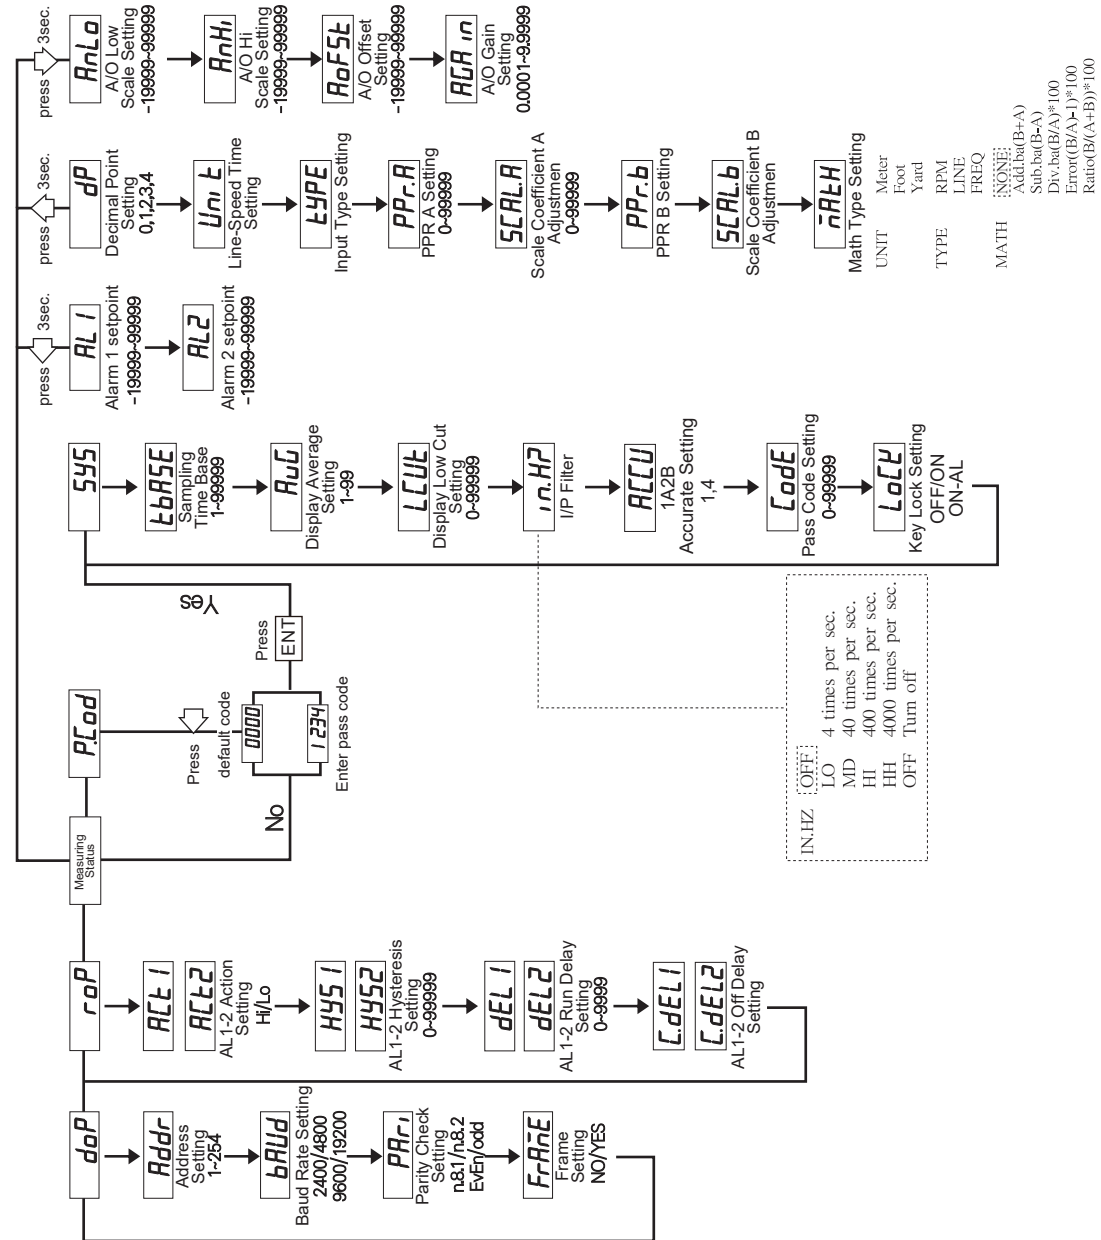 doP
Addr
Address
Setting
1~254
bAUd
Baud Rate Setting
2400/4800
9600/19200
PAri
Parity Check
Setting
n.8.1/n.8.2
EvEn/odd
FrAmE
Frame
Setting
NO/YES
roP
ACt1
ACt2
AL1-2 Action
Setting
Hi/Lo
HYS1
HYS2
AL1-2 Hysteresis
Setting
0~99999
dEL1
dEL2
AL1-2 Run Delay
Setting
0~9999
C.dEL1
C.dEL2
AL1-2 Off Delay
Setting
Measuring
Status
P.Cod
Press
default code
0000
1234
Enter pass code
No
Press
ENT
Yes
SYS
tbASE
Sampling
Time Base
1~99999
AvG
Display Average
Setting
1~99
LCUt
Display Low Cut
Setting
0~99999
in.HZ
I/P Filter
ACCU
1A2B
Accurate Setting
1,4
CodE
Pass Code Setting
0~99999
LoCK
Key Lock Setting
OFF/ON
ON-AL
IN.HZ OFF
LO 4 times per sec.
MD 40 times per sec.
HI 400 times per sec.
HH 4000 times per sec.
OFF Turn off
press 3sec.
AL1
Alarm 1 setpoint
-19999~99999
AL2
Alarm 2 setpoint
-19999~99999
press 3sec.
dP
Decimal Point
Setting
0,1,2,3,4
Unit
Line-Speed Time
Setting
tYPE
Input Type Setting
PPr.A
PPR A Setting
0~99999
SCAL.A
Scale Coefficient A
Adjustmen
0~99999
PPr.b
PPR B Setting
SCAL.b
Scale Coefficient B
Adjustmen
mAtH
Math Type Setting
UNIT Meter
Foot
Yard
TYPE RPM
LINE
FREQ
MATH NONE
Add.ba(B+A)
Sub.ba(B-A)
Div.ba(B/A)*100
Error((B/A)-1)*100
Ratio(B/(A+B))*100
press 3sec.
AnLo
A/O Low
Scale Setting
-19999~99999
AnHi
A/O Hi
Scale Setting
-19999~99999
AoFSt
A/O Offset
Setting
-19999~99999
AGAin
A/O Gain
Setting
0.0001~9.9999